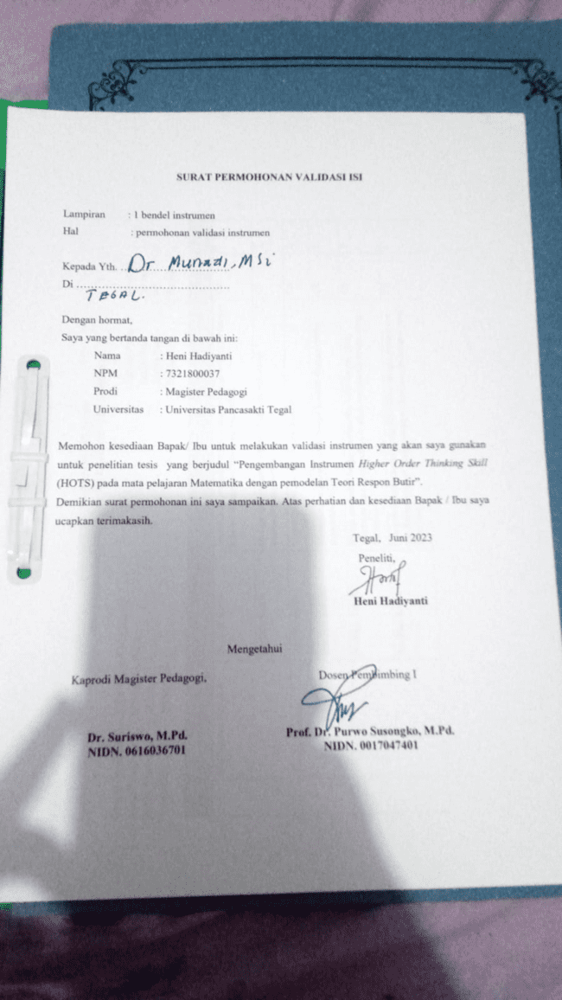 SURAT PERMOHONAN VALIDASI ISI
Lampiran : 1 bendel instrumen
Hal : permohonan validasi instrumen
Kepada Yth. Dr Munadi, MSi
Di ............................................
TEGAL.
Dengan hormat,
Saya yang bertanda tangan di bawah ini:
Nama : Heni Hadiyanti
NPM : 7321800037
Prodi : Magister Pedagogi
Universitas : Universitas Pancasakti Tegal
Memohon kesediaan Bapak/ Ibu untuk melakukan validasi instrumen yang akan saya gunakan
untuk penelitian tesis yang berjudul “Pengembangan Instrumen Higher Order Thinking Skill
(HOTS) pada mata pelajaran Matematika dengan pemodelan Teori Respon Butir”.
Demikian surat permohonan ini saya sampaikan. Atas perhatian dan kesediaan Bapak / Ibu saya
ucapkan terimakasih.
Tegal, Juni 2023
Peneliti,
Heni Hadiyanti
Mengetahui
Kaprodi Magister Pedagogi, Dosen Pembimbing I
Dr. Suriswo, M.Pd. Prof. Dr. Purwo Susongko, M.Pd.
NIDN. 0616036701 NIDN. 0017047401